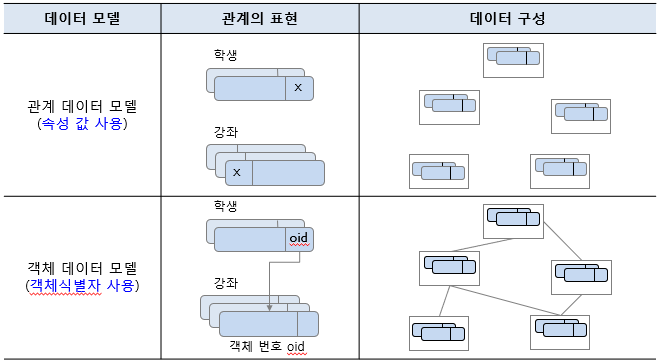 데이터 모델 관계의 표현 데이터 구성
관계 데이터 모델
(속성 값 사용)
학생
x
강좌
x
객체 데이터 모델
(객체식별자 사용)
학생
oid
강좌
객체 번호 oid